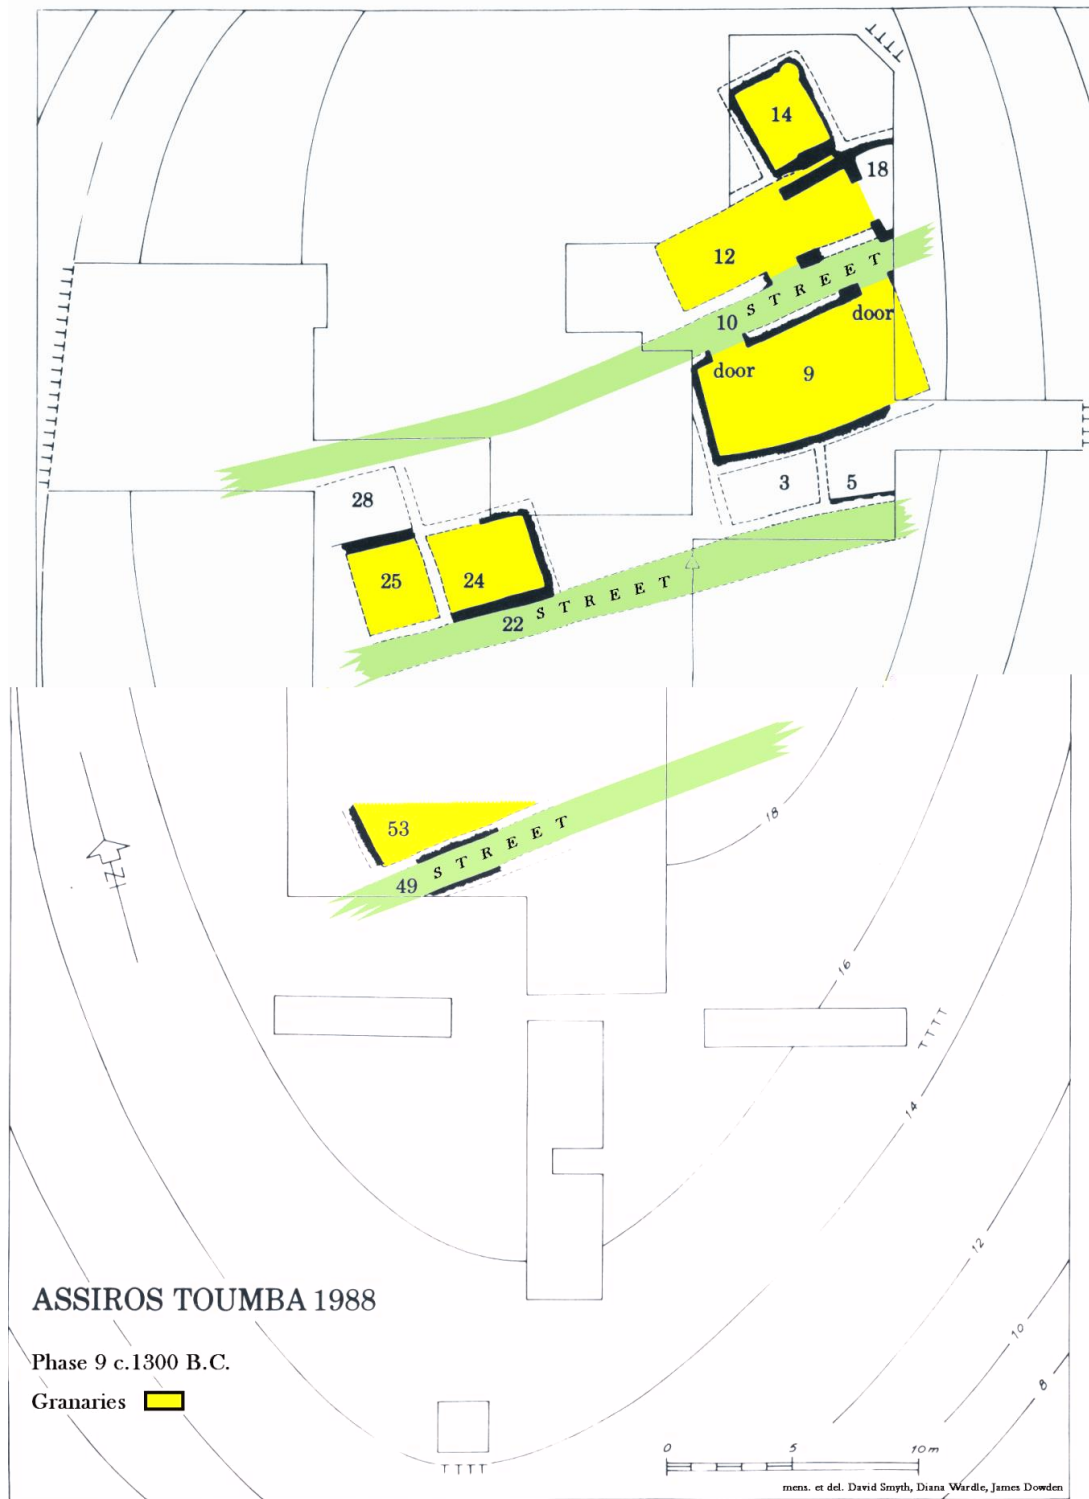 14
18
12
STREET
10
door
door
9
3
5
28
25
24
STREET
22
53
STREET
49
N
18
16
14
12
10
8
ASSIROS TOUMBA 1988
Phase 9 c.1300 B.C.
Granaries
0 5 10 m
mens. et del. David Smyth, Diana Wardle, James Dowden